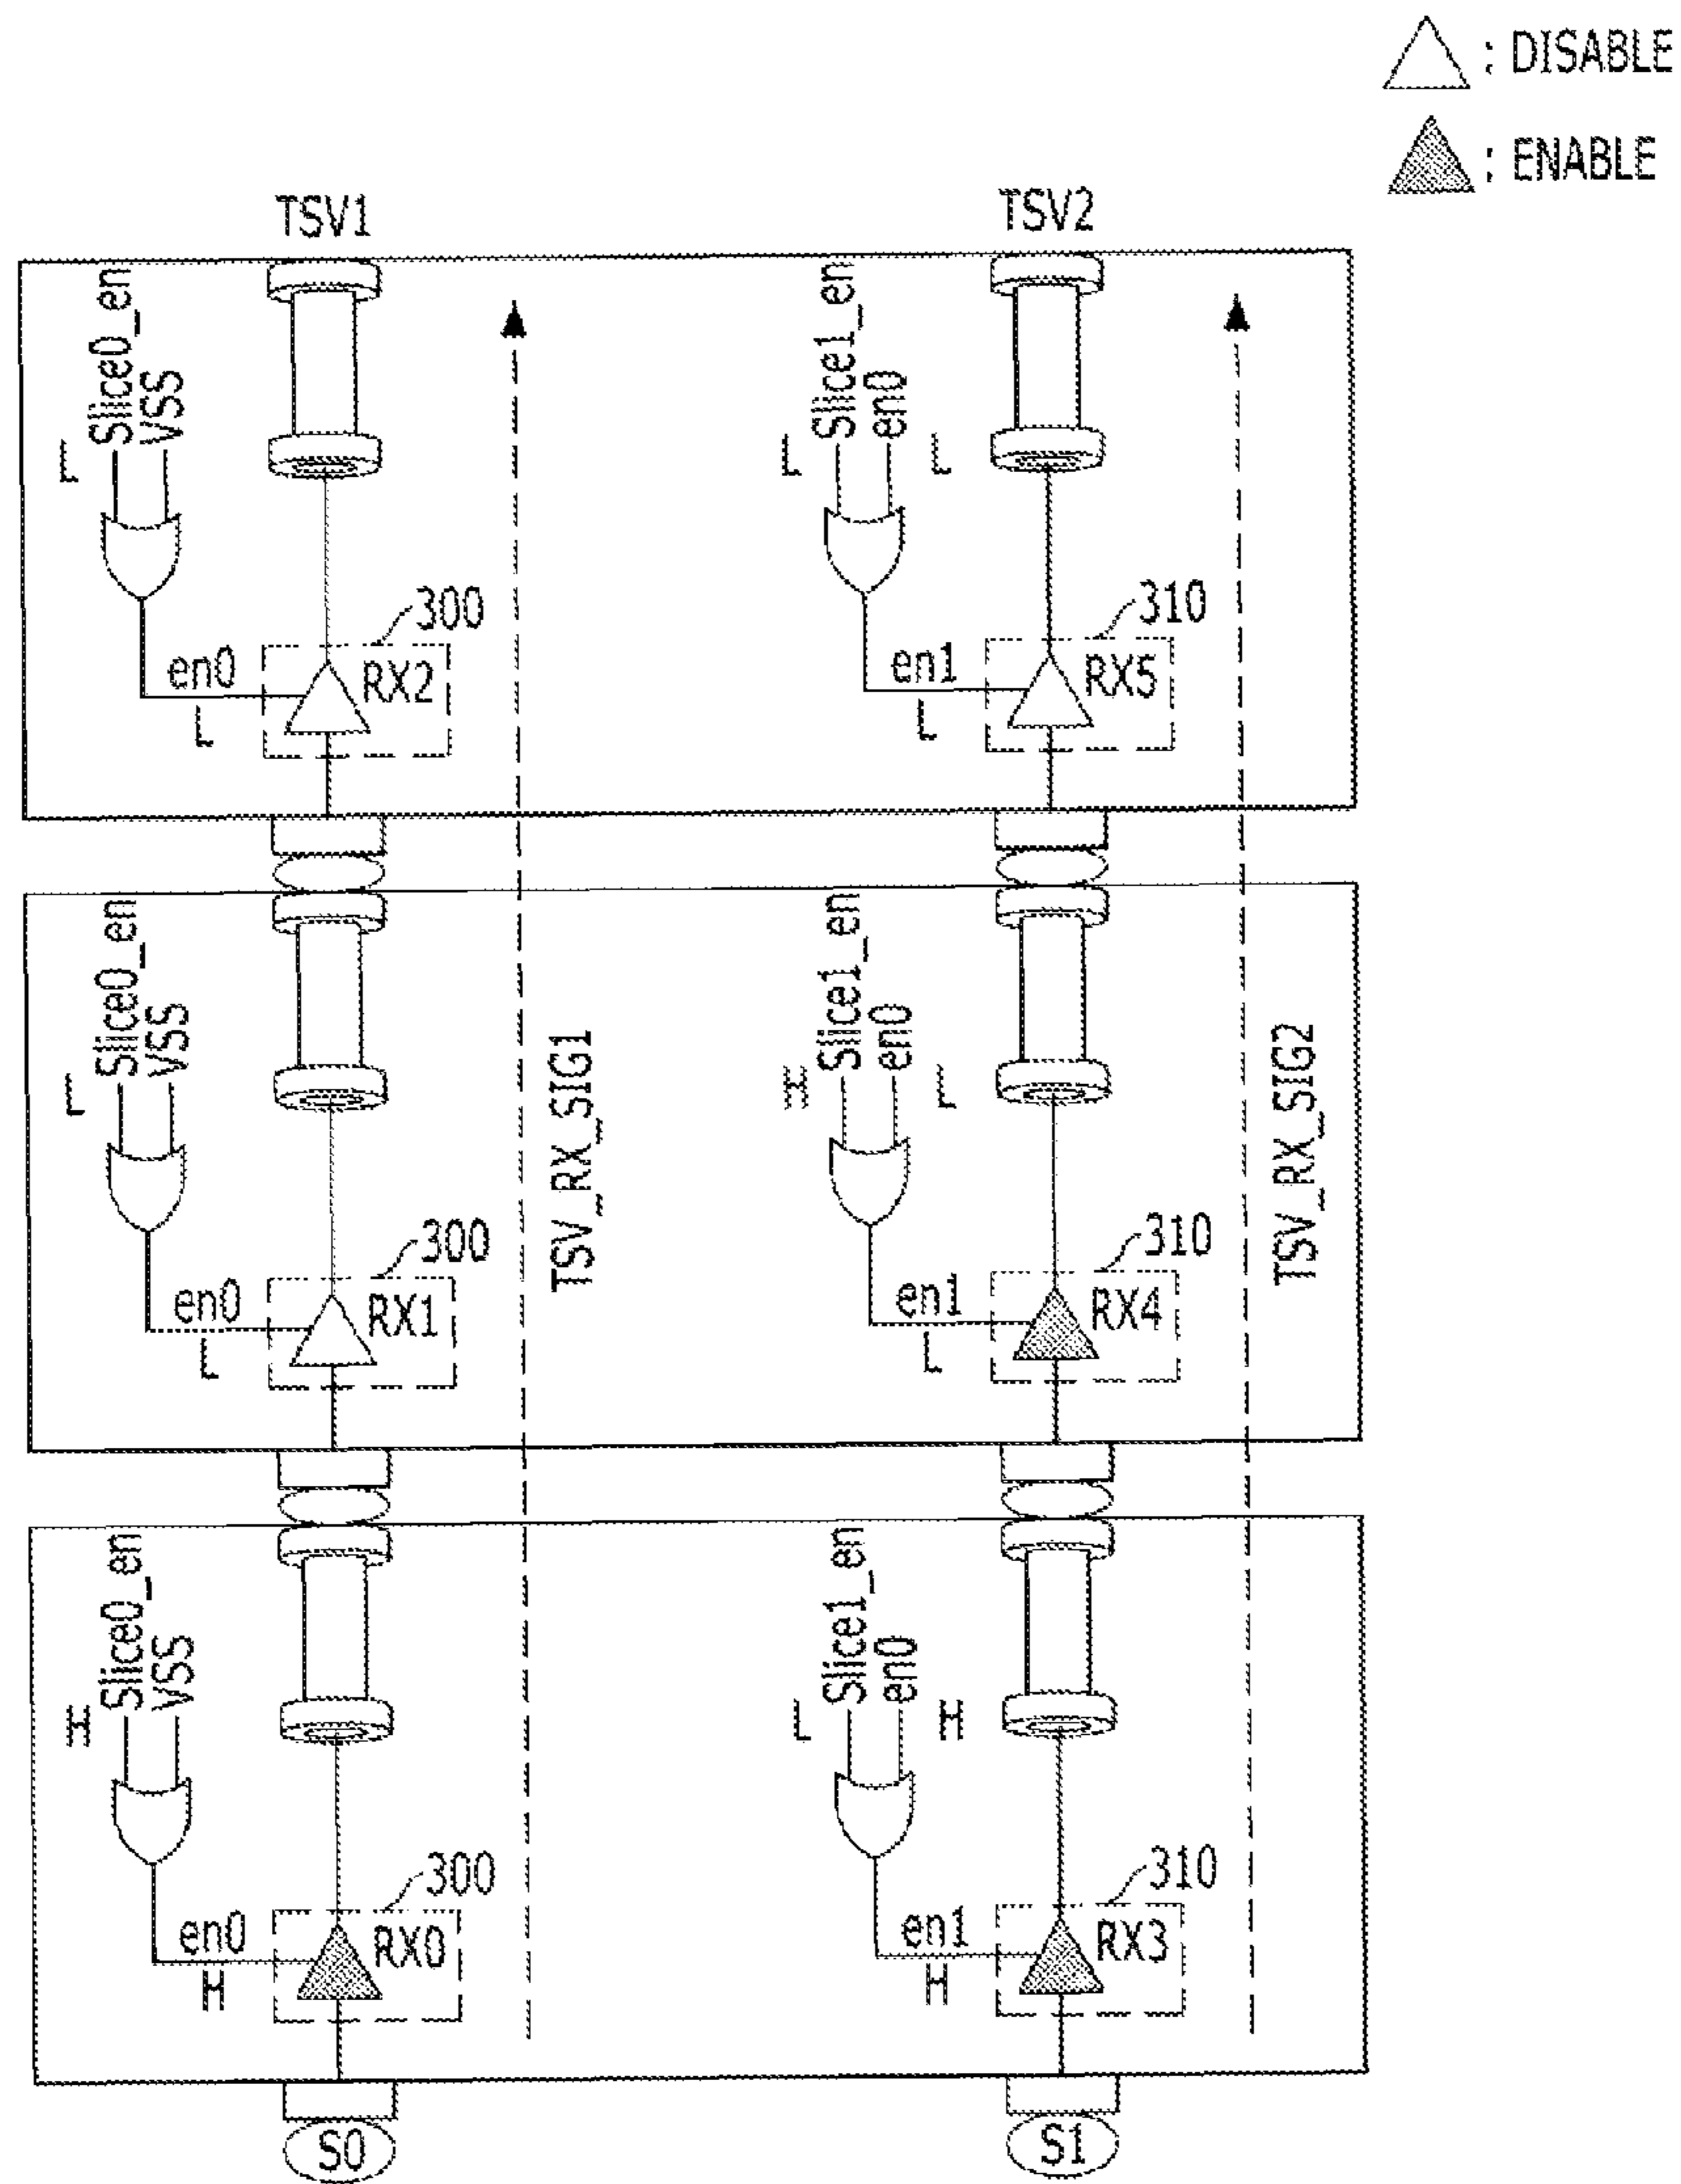 : DISABLE
: ENABLE
TSV1
TSV2
L
Slice0_en
VSS
L
Slice1_en
en0
L
300
310
en0
RX2
L
en1
RX5
L
L
Slice0_en
VSS
H
Slice1_en
en0
L
TSV_RX_SIG1
TSV_RX_SIG2
300
310
en0
RX1
L
en1
RX4
L
H
Slice0_en
VSS
L
Slice1_en
en0
H
300
310
en0
RX0
H
en1
RX3
H
S0
S1